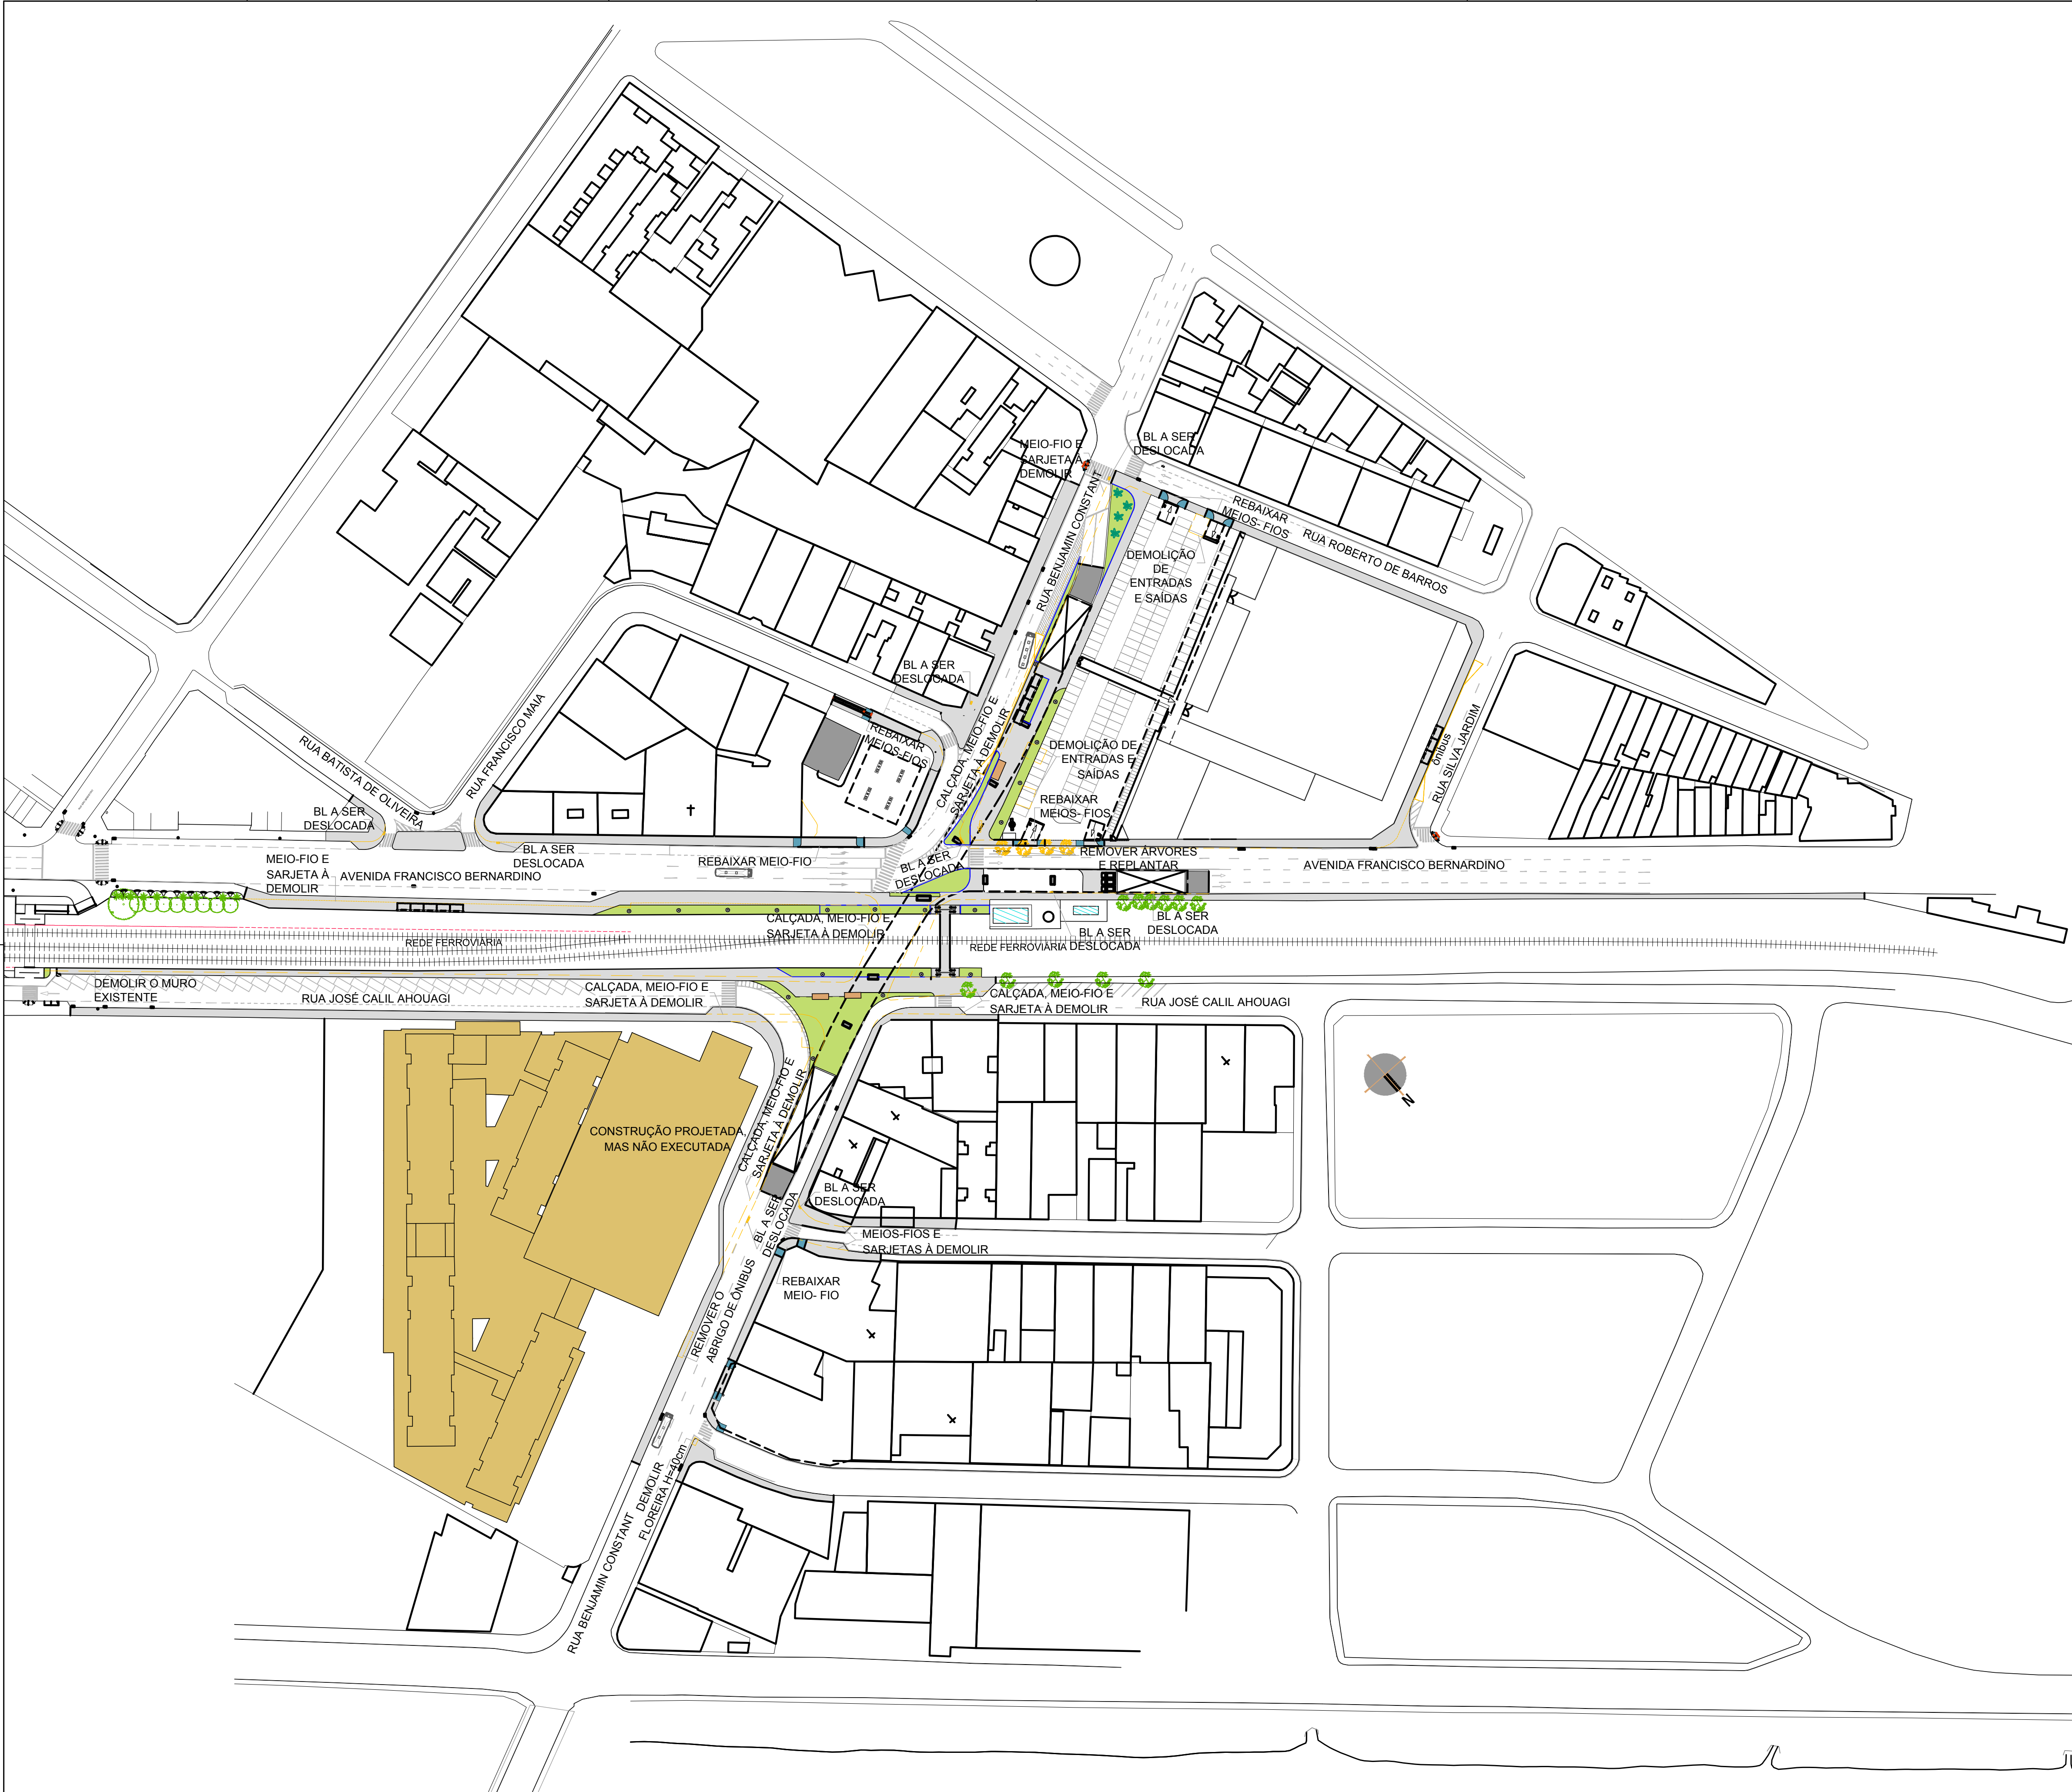 MEIO-FIO E
SARJETA À
DEMOLIR
BL A SER
DESLOCADA
RUA BENJAMIN CONSTANT
REBAIXAR
MEIOS- FIOS
RUA ROBERTO DE BARROS
DEMOLIÇÃO
DE
ENTRADAS
E SAÍDAS
BL A SER
DESLOCADA
REBAIXAR
MEIOS-FIOS
CALÇADA, MEIO-FIO E
SARJETA À DEMOLIR
DEMOLIÇÃO DE
ENTRADAS E
SAÍDAS
REBAIXAR
MEIOS- FIOS
ônibus
RUA SILVA JARDIM
RUA BATISTA DE OLIVEIRA
RUA FRANCISCO MAIA
BL A SER
DESLOCADA
BL A SER
DESLOCADA
REBAIXAR MEIO-FIO
BL A SER
DESLOCADA
REMOVER ÁRVORES
E REPLANTAR
AVENIDA FRANCISCO BERNARDINO
MEIO-FIO E
SARJETA À
DEMOLIR
AVENIDA FRANCISCO BERNARDINO
CALÇADA, MEIO-FIO E
SARJETA À DEMOLIR
BL A SER
DESLOCADA
BL A SER
DESLOCADA
REDE FERROVIÁRIA
REDE FERROVIÁRIA
DEMOLIR O MURO
EXISTENTE
RUA JOSÉ CALIL AHOUAGI
CALÇADA, MEIO-FIO E
SARJETA À DEMOLIR
CALÇADA, MEIO-FIO E
SARJETA À DEMOLIR
RUA JOSÉ CALIL AHOUAGI
N
CONSTRUÇÃO PROJETADA,
MAS NÃO EXECUTADA
CALÇADA, MEIO-FIO E
SARJETA À DEMOLIR
BL A SER
DESLOCADA
BL A SER
DESLOCADA
MEIOS-FIOS E
SARJETAS À DEMOLIR
REBAIXAR
MEIO- FIO
REMOVER O
ABRIGO DE ÔNIBUS
DEMOLIR
FLOREIRA H=40cm
RUA BENJAMIN CONSTANT